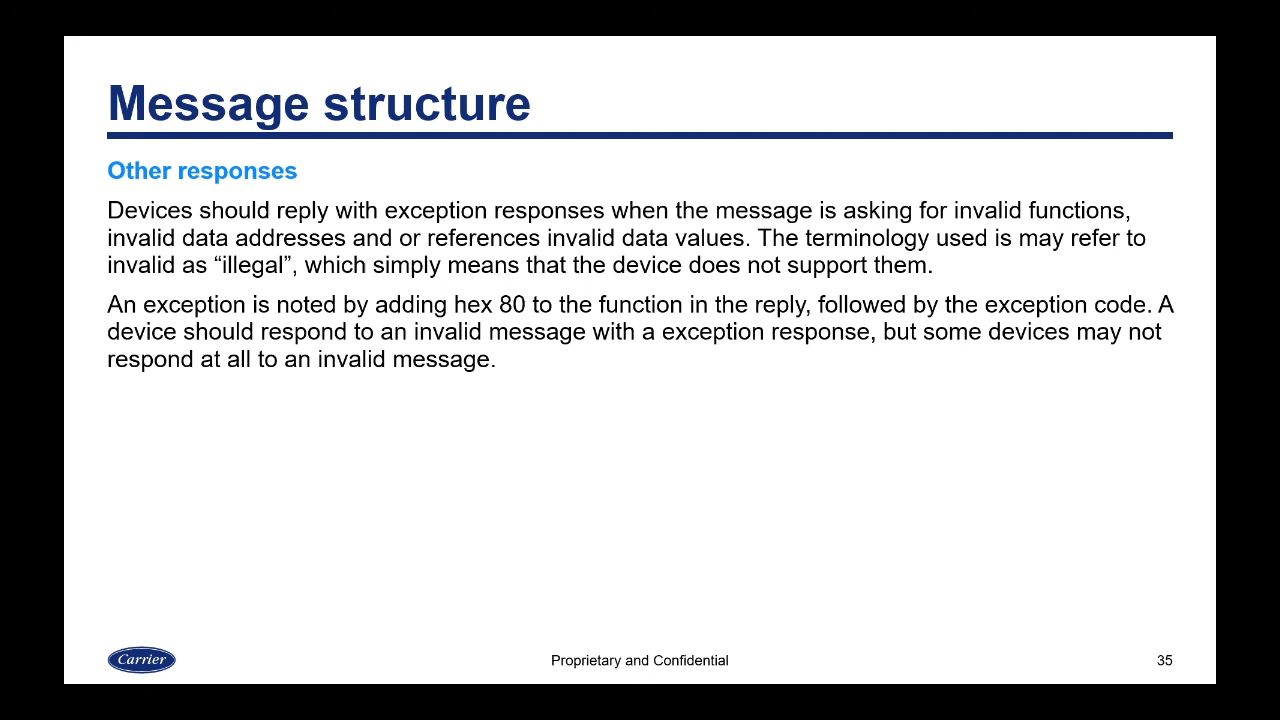 Message structure
Other responses
Devices should reply with exception responses when the message is asking for invalid functions,
invalid data addresses and or references invalid data values. The terminology used is may refer to
invalid as “illegal”, which simply means that the device does not support them.
An exception is noted by adding hex 80 to the function in the reply, followed by the exception code. A
device should respond to an invalid message with a exception response, but some devices may not
respond at all to an invalid message.
Carrier
Proprietary and Confidential
35